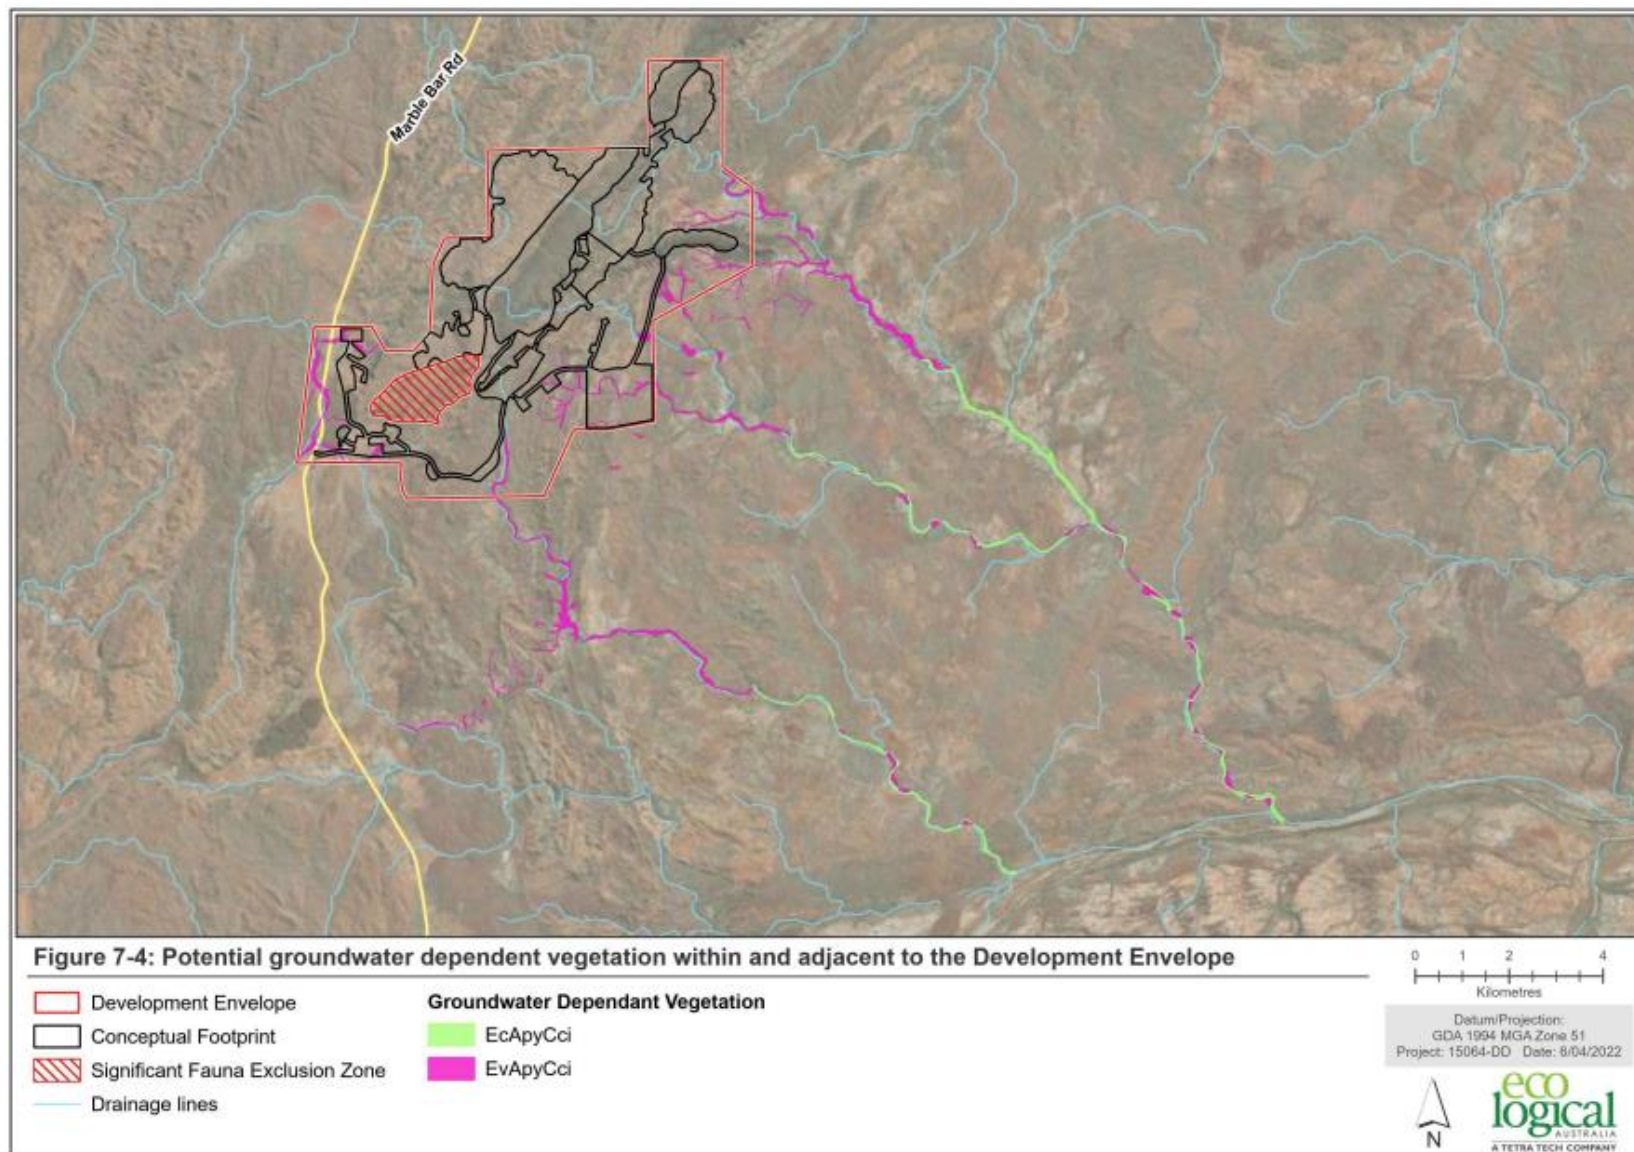 Marble Bar Rd
Figure 7-4: Potential groundwater dependent vegetation within and adjacent to the Development Envelope
Development Envelope
Conceptual Footprint
Significant Fauna Exclusion Zone
Drainage lines
Groundwater Dependant Vegetation
EcApyCci
EvApyCci
0 1 2 4
Kilometres
Datum/Projection:
GDA 1994 MGA Zone 51
Project: 15064-DD Date: 6/04/2022
N
eco
logical
AUSTRALIA
A TETRA TECH COMPANY